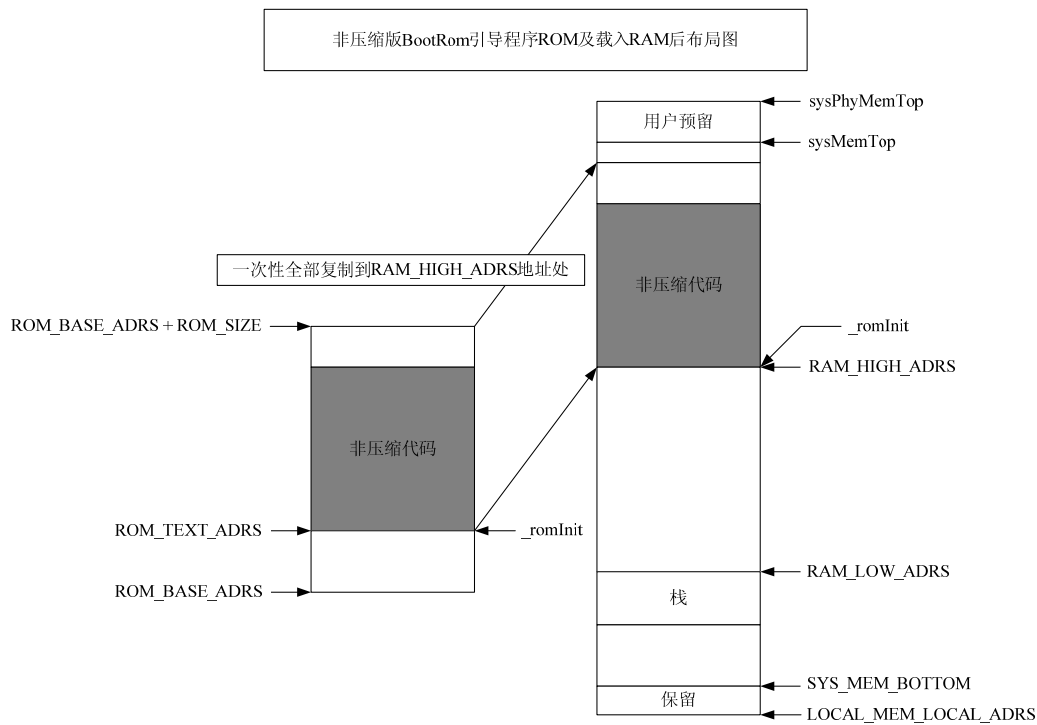 非压缩版BootRom引导程序ROM及载入RAM后布局图
sysPhyMemTop
用户预留
sysMemTop
一次性全部复制到RAM_HIGH_ADRS地址处
非压缩代码
ROM_BASE_ADRS + ROM_SIZE
_romInit
RAM_HIGH_ADRS
非压缩代码
ROM_TEXT_ADRS
_romInit
RAM_LOW_ADRS
ROM_BASE_ADRS
栈
SYS_MEM_BOTTOM
保留
LOCAL_MEM_LOCAL_ADRS